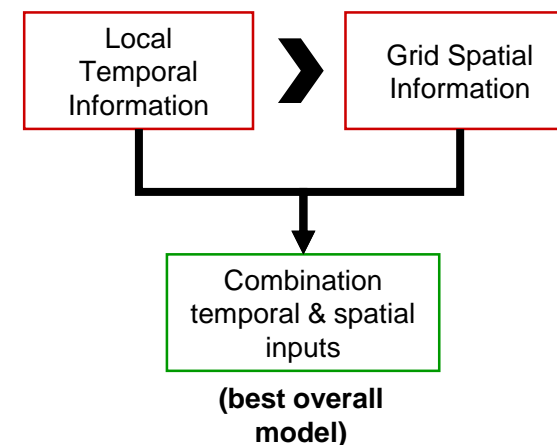 Local
Temporal
Information
Grid Spatial
Information
Combination
temporal & spatial
inputs
(best overall
model)